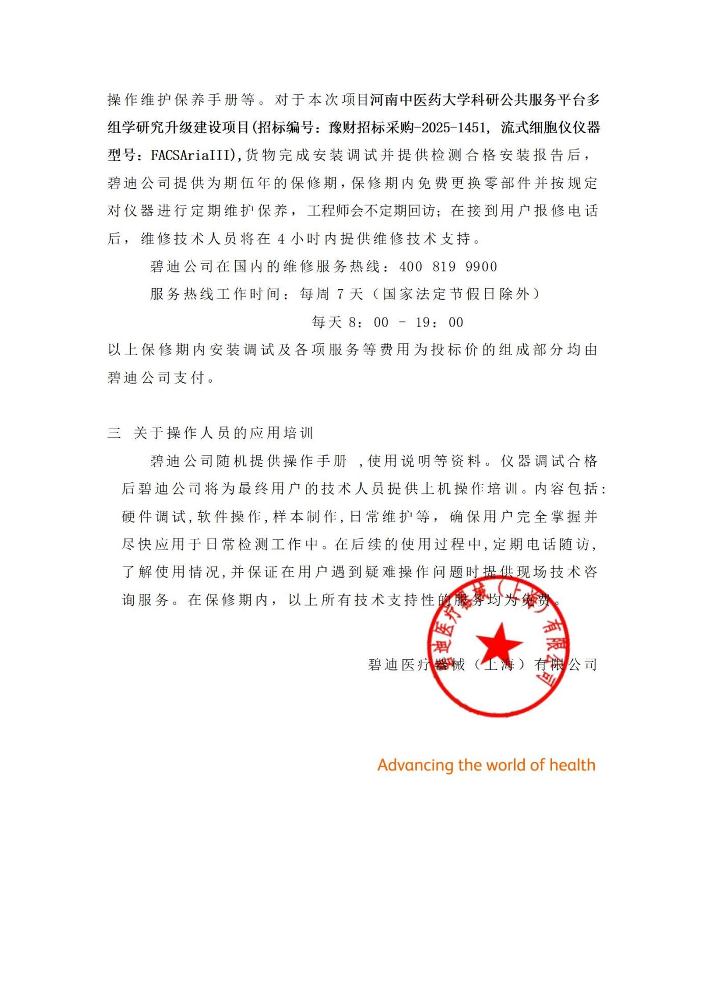 操作维护保养手册等。对于本次项目河南中医药大学科研公共服务平台多
组学研究升级建设项目(招标编号：豫财招标采购-2025-1451, 流式细胞仪仪器
型号：FACSAriaIII),货物完成安装调试并提供检测合格安装报告后，
碧迪公司提供为期伍年的保修期,保修期内免费更换零部件并按规定
对仪器进行定期维护保养，工程师会不定期回访；在接到用户报修电话
后，维修技术人员将在 4 小时内提供维修技术支持。
碧迪公司在国内的维修服务热线：400 819 9900
服务热线工作时间：每周 7 天（国家法定节假日除外）
每天 8：00 - 19：00
以上保修期内安装调试及各项服务等费用为投标价的组成部分均由
碧迪公司支付。
三 关于操作人员的应用培训
碧迪公司随机提供操作手册 ,使用说明等资料。仪器调试合格
后碧迪公司将为最终用户的技术人员提供上机操作培训。内容包括:
硬件调试,软件操作,样本制作,日常维护等，确保用户完全掌握并
尽快应用于日常检测工作中。在后续的使用过程中,定期电话随访,
了解使用情况,并保证在用户遇到疑难操作问题时提供现场技术咨
询服务。在保修期内，以上所有技术支持性的服务均为免费。
碧迪医疗器械（上海）有限公司
碧迪医疗器械（上海）有限公司
Advancing the world of health